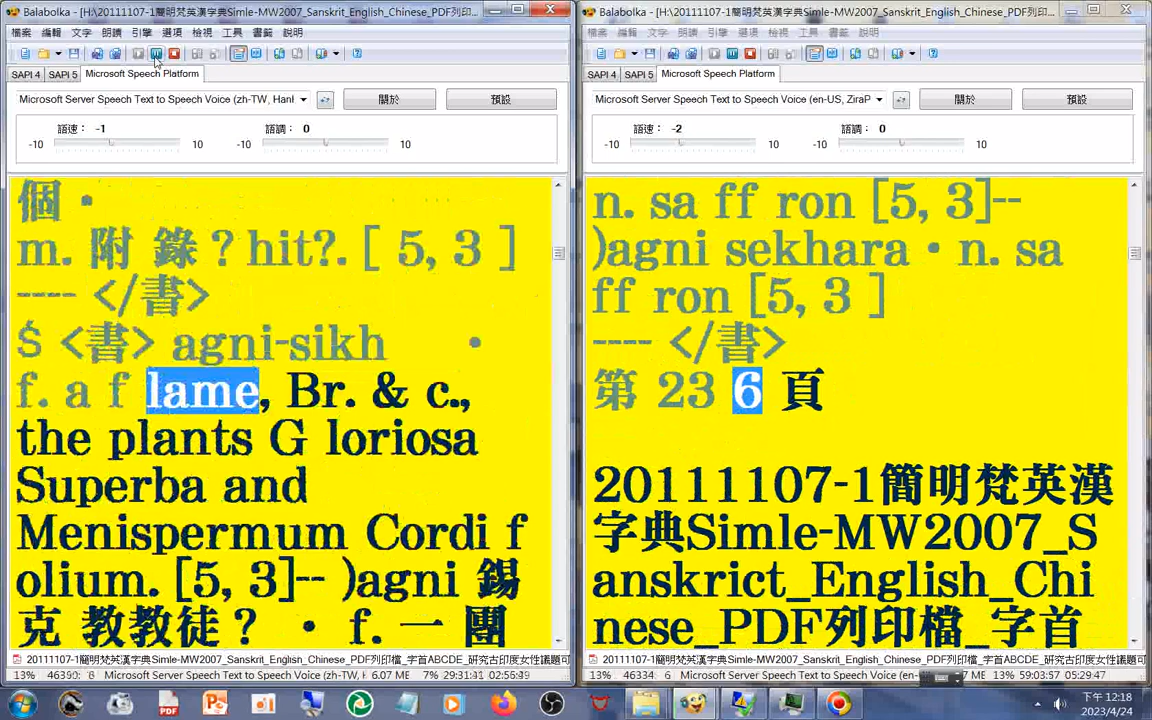 Balabolka - [H:\20111107-1簡明梵英漢字典Simle-MW2007_Sanskrit_English_Chinese_PDF列印...
檔案 編輯 文字 朗讀 引擎 選項 檢視 工具 書籤 說明
SAPI 4 SAPI 5 Microsoft Speech Platform
Microsoft Server Speech Text to Speech Voice (zh-TW, Hanl
關於 預設
語速： -1 語調： 0
-10 10 -10 10
個 •
m. 附 錄 ? hit?. [ 5, 3 ]
---- </書>
Ś <書> agni-sikh •
f. a f lame, Br. & c.,
the plants G loriosa
Superba and
Menispermum Cordi f
olium. [5, 3]-- )agni 錫
克 教教徒 ? • f. 一 團
20111107-1簡明梵英漢字典Simle-MW2007_Sanskrit_English_Chinese_PDF列印檔_字首ABCDE_研究古印度女性議題可
13% 46390: '6 Microsoft Server Speech Text to Speech Voice (zh-TW, H 6.07 ME 7% 29:31:31 02:55:49
Balabolka - [H:\20111107-1簡明梵英漢字典Simle-MW2007_Sanskrit_English_Chinese_PDF列印...
檔案 編輯 文字 朗讀 引擎 選項 檢視 工具 書籤 說明
SAPI 4 SAPI 5 Microsoft Speech Platform
Microsoft Server Speech Text to Speech Voice (en-US, ZiraP
關於 預設
語速： -2 語調： 0
-10 10 -10 10
n. sa ff ron [5, 3]--
)agni sekhara • n. sa
ff ron [5, 3 ]
---- </書>
第 23 6 頁
20111107-1簡明梵英漢
字典Simle-MW2007_S
anskrict_English_Chi
nese_PDF列印檔_字首
20111107-1簡明梵英漢字典Simle-MW2007_Sanskrit_English_Chinese_PDF列印檔_字首ABCDE_研究古印度女性議題可
13% 46334: 6 Microsoft Server Speech Text to Speech Voice (en-US, 7 ME 13% 59:03:57 05:29:47
下午 12:18
2023/4/24